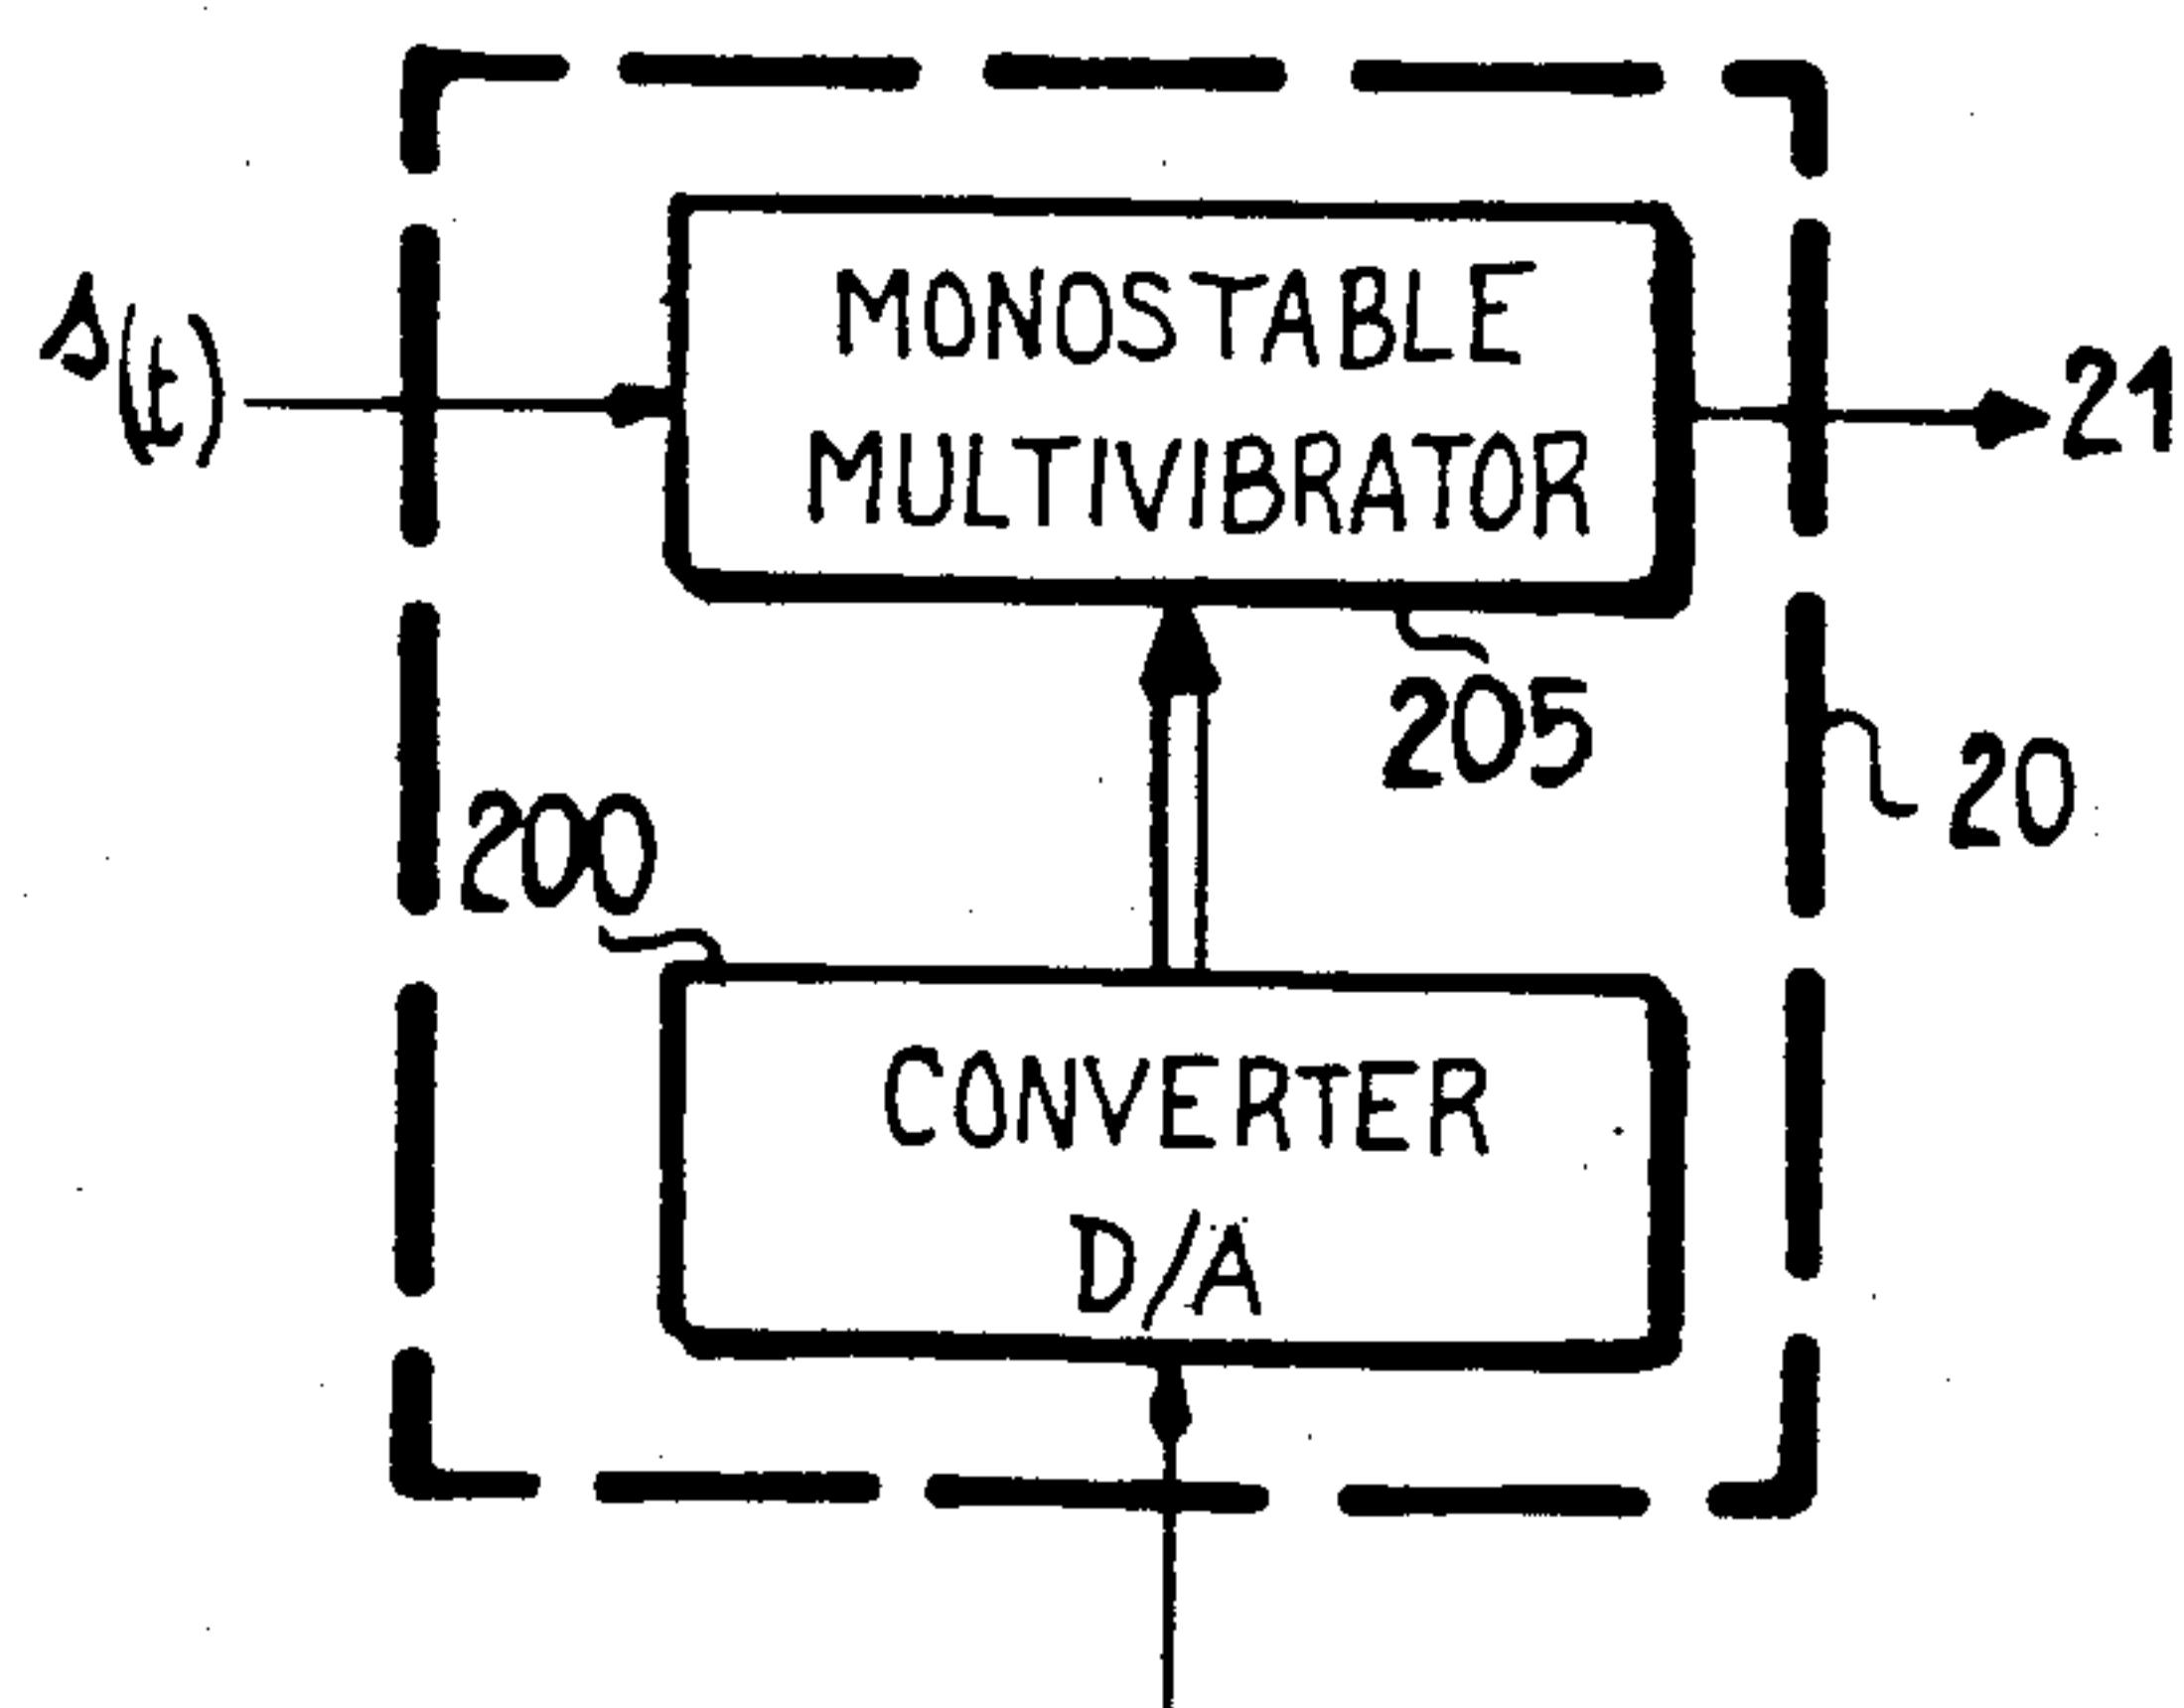 s(t)
MONOSTABLE
MULTIVIBRATOR
21
205
20
200
CONVERTER
D/A